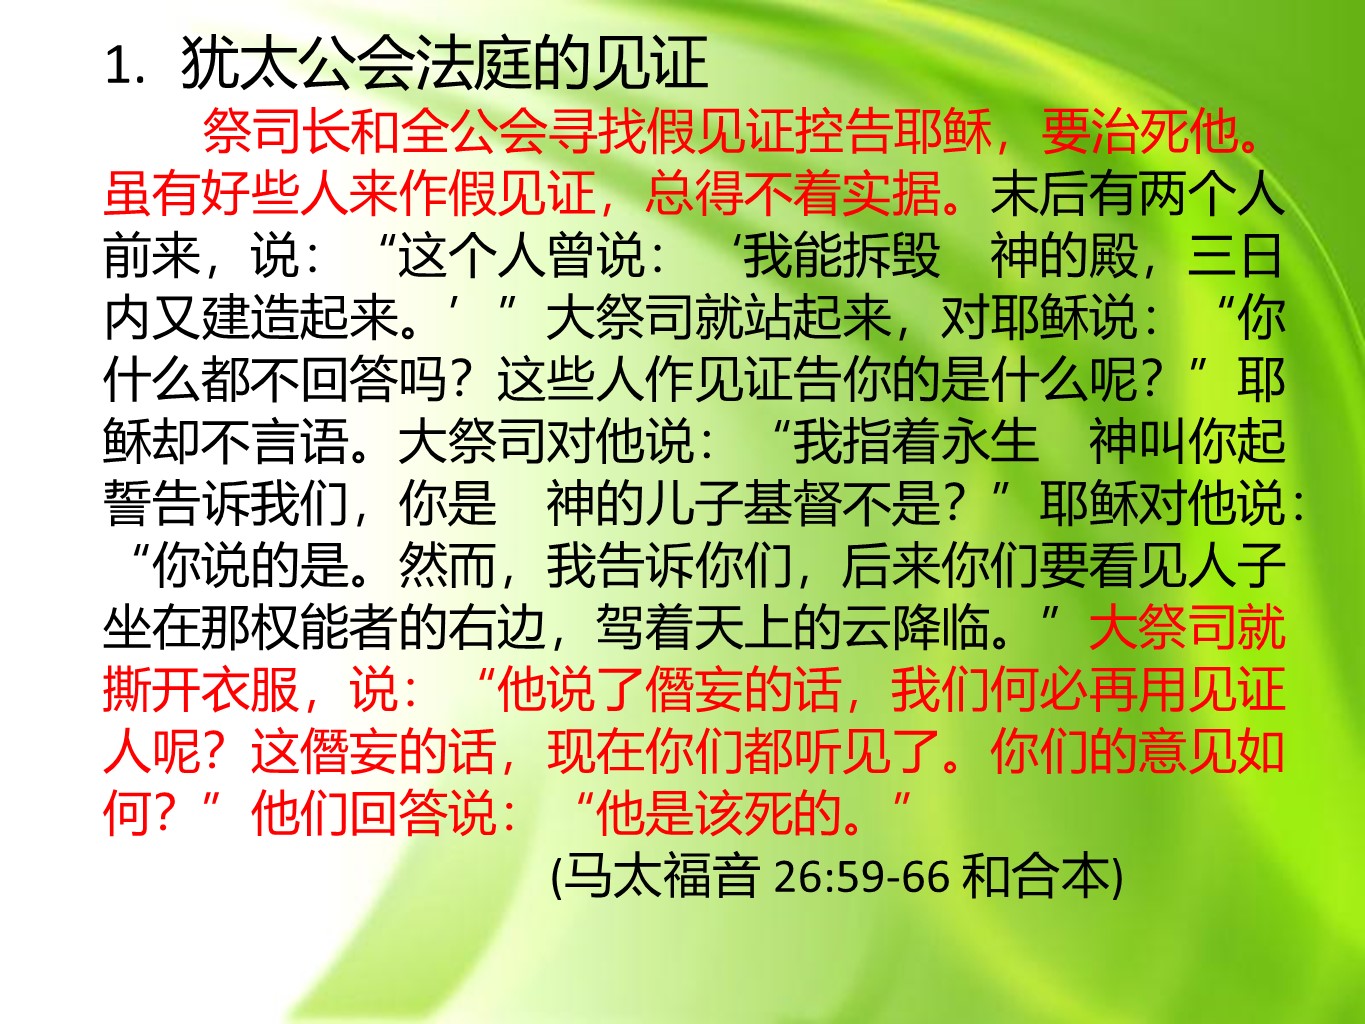 1. 犹太公会法庭的见证
祭司长和全公会寻找假见证控告耶稣，要治死他。
虽有好些人来作假见证，总得不着实据。末后有两个人
前来，说：“这个人曾说：‘我能拆毁　神的殿，三日
内又建造起来。’”大祭司就站起来，对耶稣说：“你
什么都不回答吗？这些人作见证告你的是什么呢？”耶
稣却不言语。大祭司对他说：“我指着永生　神叫你起
誓告诉我们，你是　神的儿子基督不是？”耶稣对他说：
“你说的是。然而，我告诉你们，后来你们要看见人子
坐在那权能者的右边，驾着天上的云降临。”大祭司就
撕开衣服，说：“他说了僭妄的话，我们何必再用见证
人呢？这僭妄的话，现在你们都听见了。你们的意见如
何？”他们回答说：“他是该死的。”
(马太福音 26:59-66 和合本)